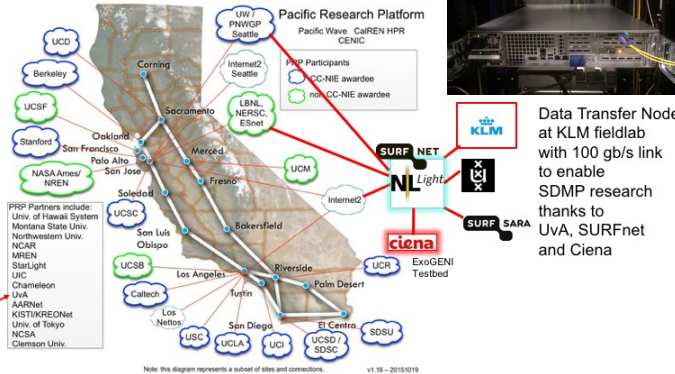 Pacific Research Platform
Pacific Wave CalREN HPR
CENIC
PRP Participants
CC-NIE awardee
non CC-NIE awardee
UW /
PNWGP
Seattle
Internet2
Seattle
LBNL,
NERSC,
ESnet
UCD
Berkeley
UCSF
Stanford
NASA Ames/
NREN
Corning
Sacramento
Oakland
San Francisco
Palo Alto
San Jose
Merced
Fresno
Soledad
UCM
UCSC
San Luis
Obispo
Bakersfield
Internet2
UCSB
Los Angeles
Riverside
UCR
Caltech
Tustin
Palm Desert
Los
Nettos
San Diego
El Centro
USC
UCLA
UCI
UCSD /
SDSC
SDSU
PRP Partners include:
Univ. of Hawaii System
Montana State Univ.
Northwestern Univ.
NCAR
MREN
StarLight
UIC
Chameleon
UvA
AARNet
KISTI/KREONet
Univ. of Tokyo
NCSA
Clemson Univ.
Note: this diagram represents a subset of sites and connections.
v1.16 – 20151019
SURF NET
NL Light
KLM
SURF SARA
ciena
ExoGENI
Testbed
Data Transfer Node
at KLM fieldlab
with 100 gb/s link
to enable
SDMP research
thanks to
UvA, SURFnet
and Ciena